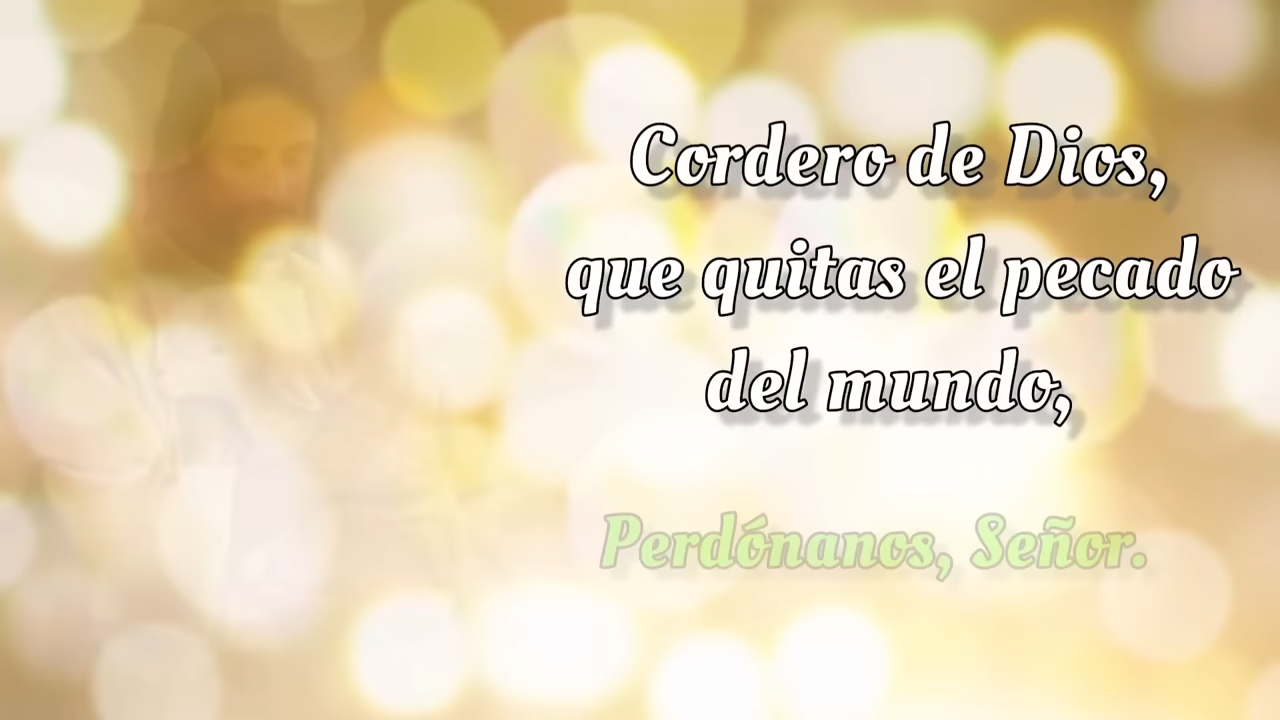 Cordero de Dios,
que quitas el pecado
del mundo,
Perdónanos, Señor.